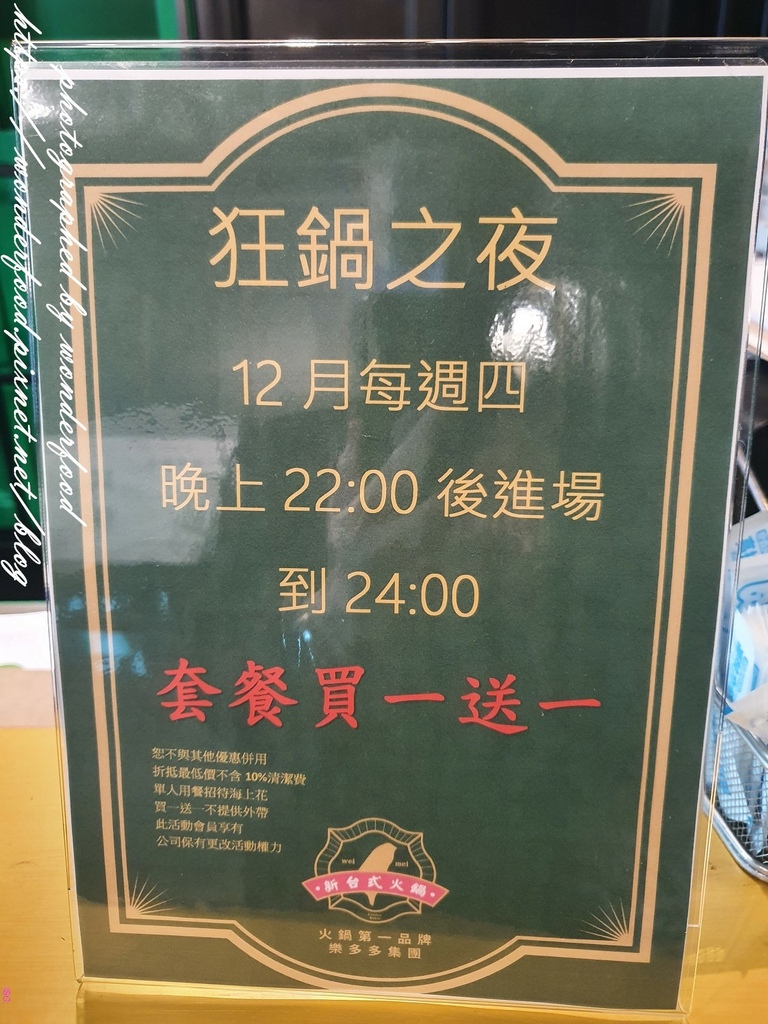 狂鍋之夜
12 月每週四
晚上 22:00 後進場
到 24:00
套餐買一送一
恕不與其他優惠併用
折抵最低價不含 10%清潔費
單人用餐招待海上花
買一送一不提供外帶
此活動會員享有
公司保有更改活動權力
wei mei
新台式火鍋
火鍋第一品牌
樂多多集團
photographed by wonderfood
https://wonderfood.pixnet.net/blog